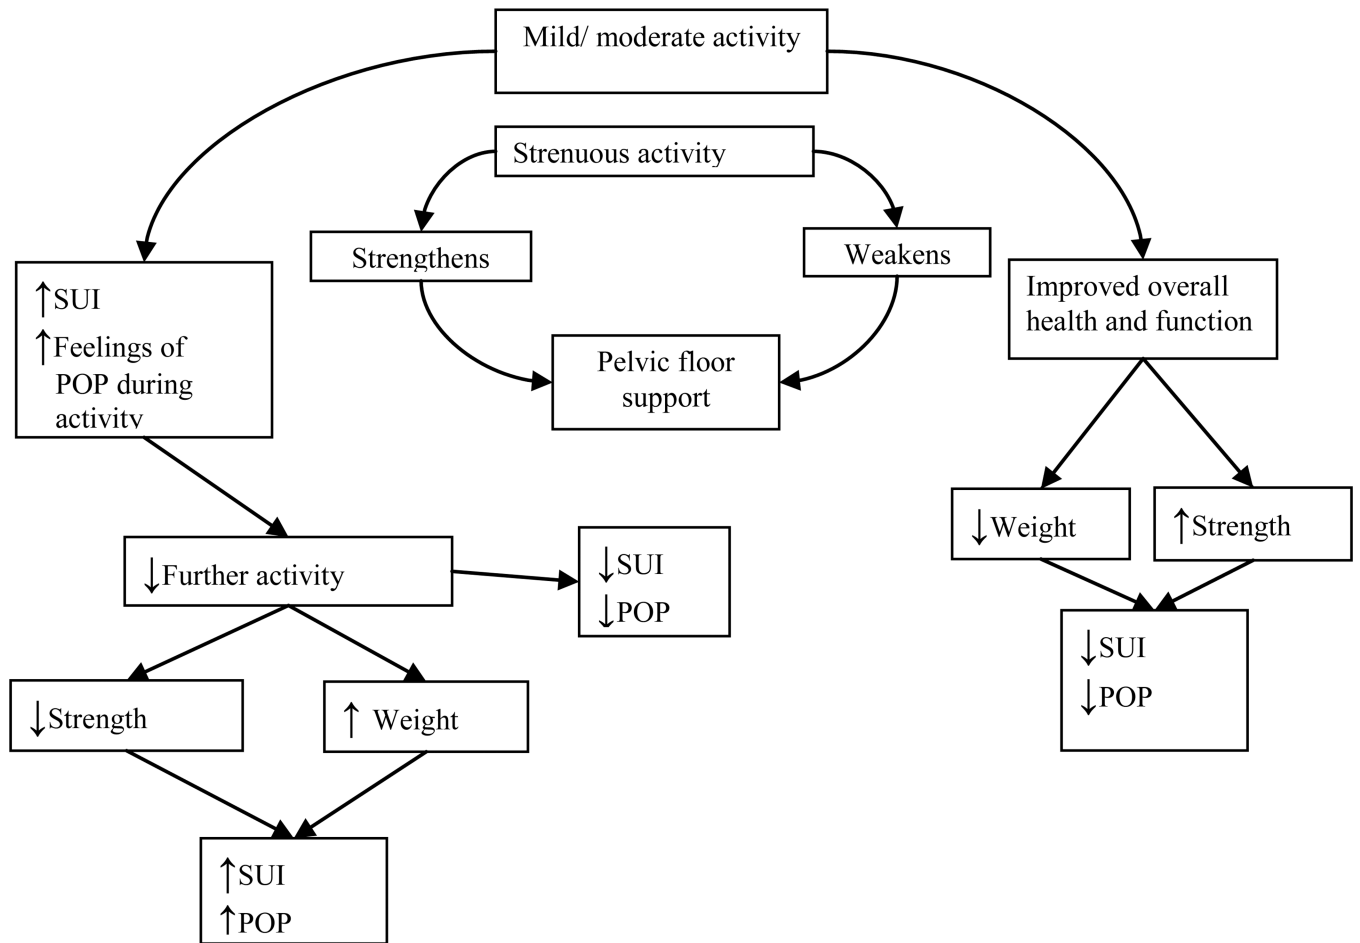 Mild/ moderate activity
Strenuous activity
Strengthens
Weakens
Pelvic floor
support
↑SUI
↑Feelings of
POP during
activity
Improved overall
health and function
↓Weight
↑Strength
↓Further activity
↓SUI
↓POP
↓SUI
↓POP
↓Strength
↑ Weight
↑SUI
↑POP